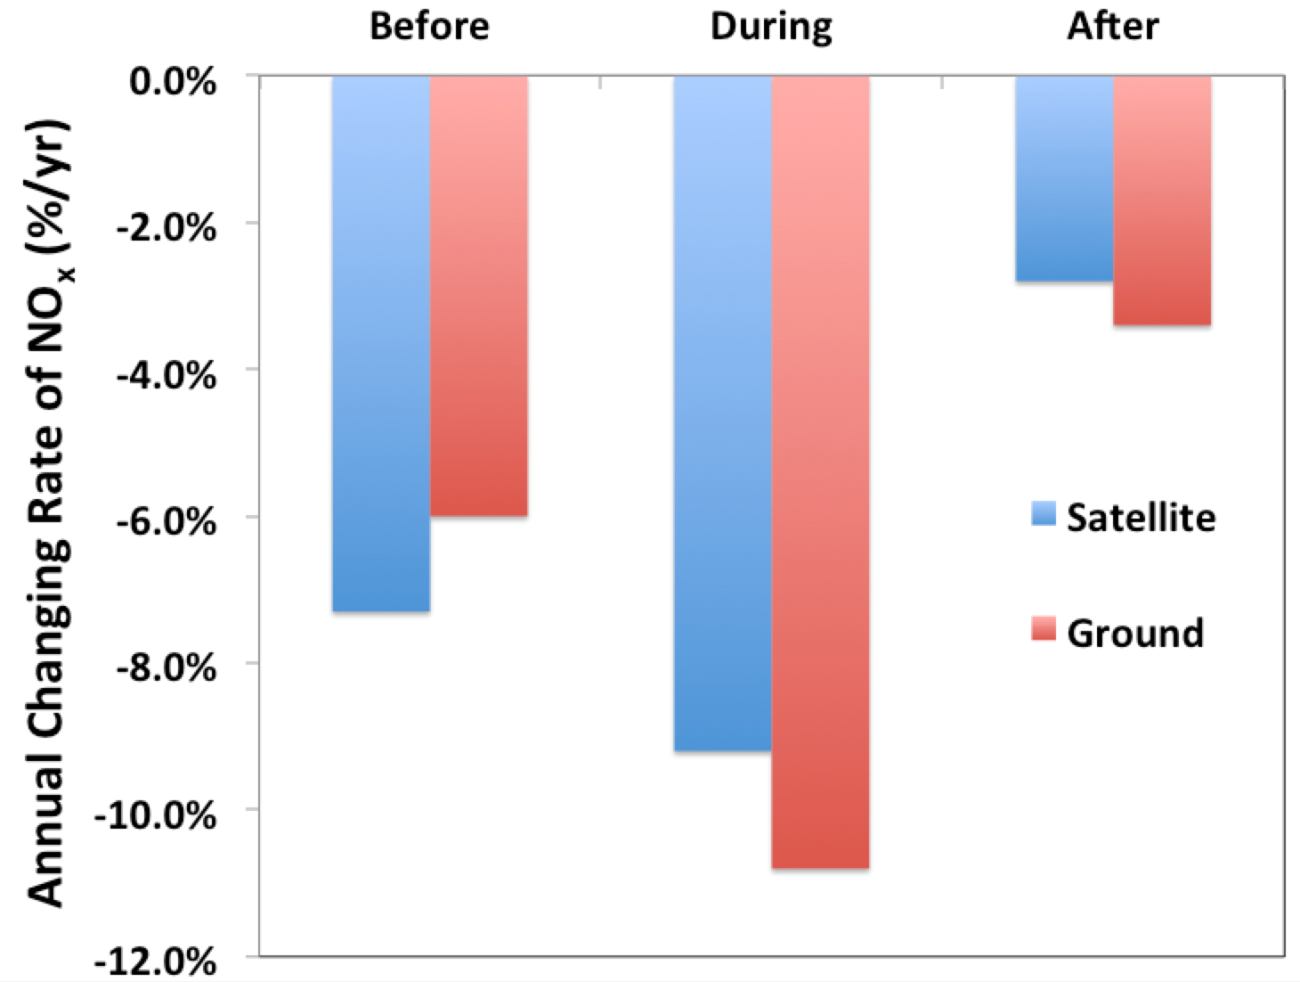 Before During After
0.0%
-2.0%
-4.0%
-6.0%
-8.0%
-10.0%
-12.0%
Annual Changing Rate of NOx (%/yr)
Satellite
Ground